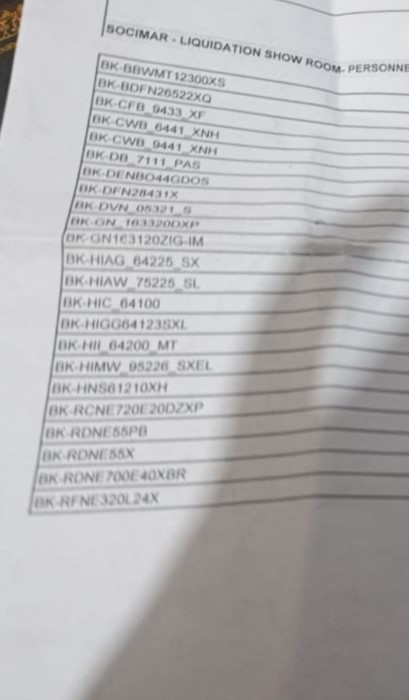 SOCIMAR - LIQUIDATION SHOW ROOM- PERSONNE
BK-BBWMT12300XS
BK-BDFN26522XQ
BK-CFB_9433_XF
BK-CWB_6441_XNH
BK-CWB_9441_XNH
BK-DB_7111_PAS
BK-DENBO44GDOS
BK-DFN28431X
BK-DVN_05321_S
BK-GN_163320DXP
BK-GN163120ZIG-IM
BK-HIAG_64225_SX
BK-HIAW_75225_SL
BK-HIC_64100
BK-HIGG64123SXL
BK-HII_64200_MT
BK-HIMW_95226_SXEL
BK-HNS61210XH
BK-RCNE720E20DZXP
BK-RDNE55PB
BK-RDNE55X
BK-RDNE700E40XBR
BK-RFNE320L24X